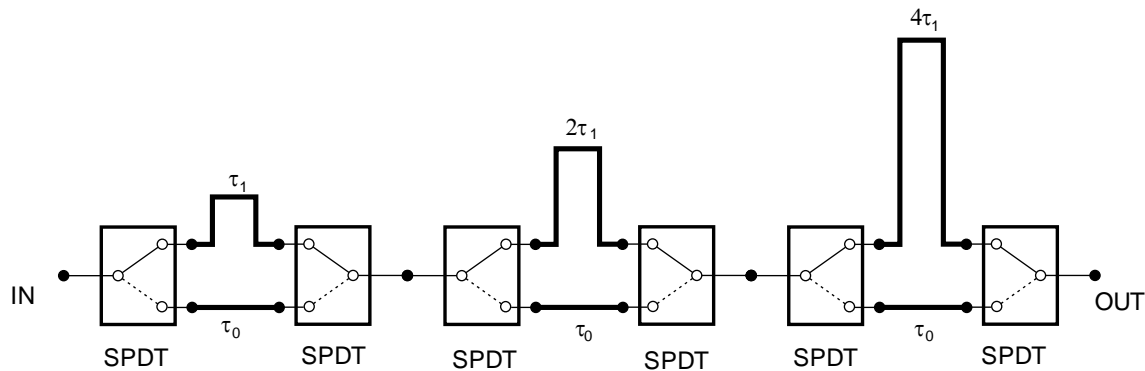 4τ₁
2τ₁
τ₁
IN
OUT
τ₀
τ₀
τ₀
SPDT
SPDT
SPDT
SPDT
SPDT
SPDT